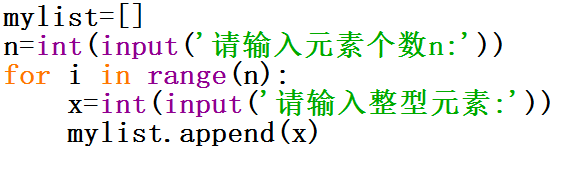 mylist=[]
n=int(input('请输入元素个数n:'))
for i in range(n):
    x=int(input('请输入整型元素:'))
    mylist.append(x)